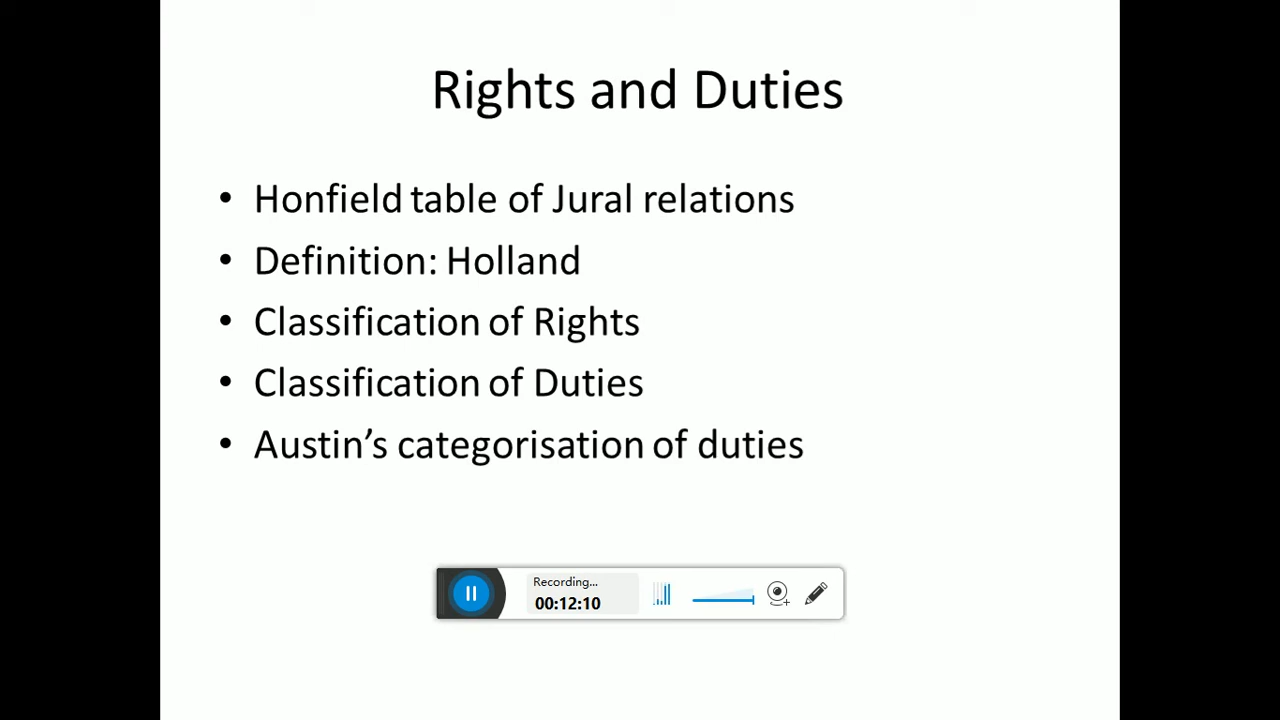 Rights and Duties
• Honfield table of Jural relations
• Definition: Holland
• Classification of Rights
• Classification of Duties
• Austin’s categorisation of duties
Recording...
00:12:10